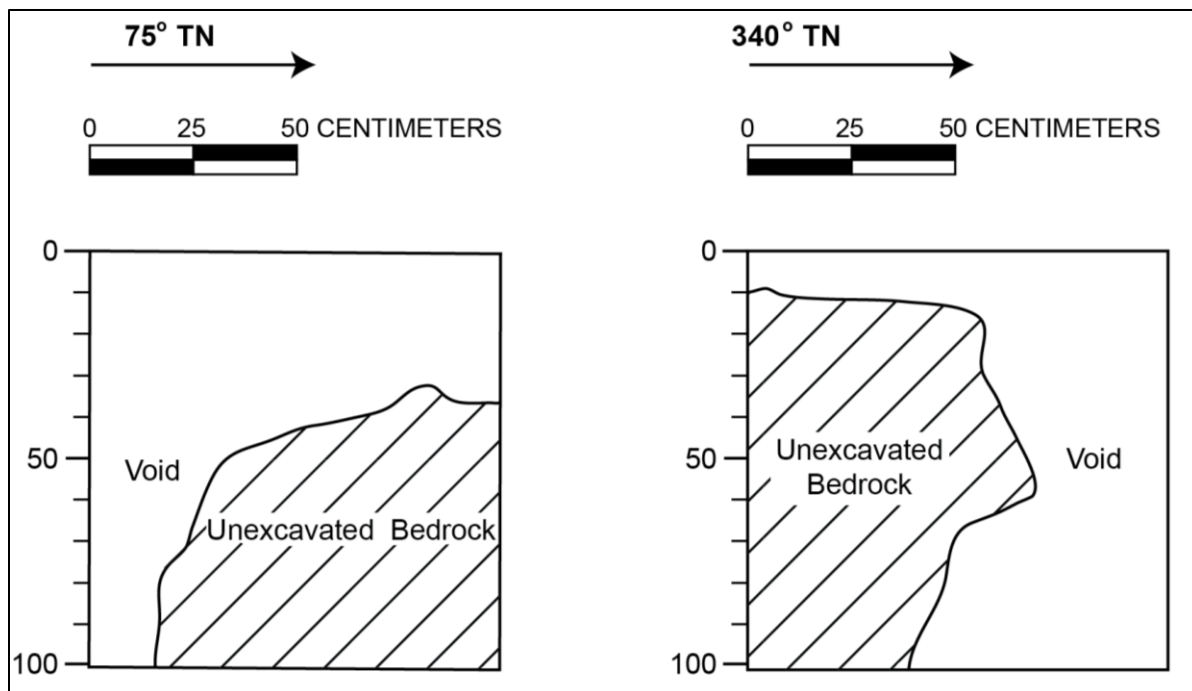 75° TN
0 25 50 CENTIMETERS
0
50
100
Void
Unexcavated Bedrock
340° TN
0 25 50 CENTIMETERS
0
50
100
Unexcavated
Bedrock
Void